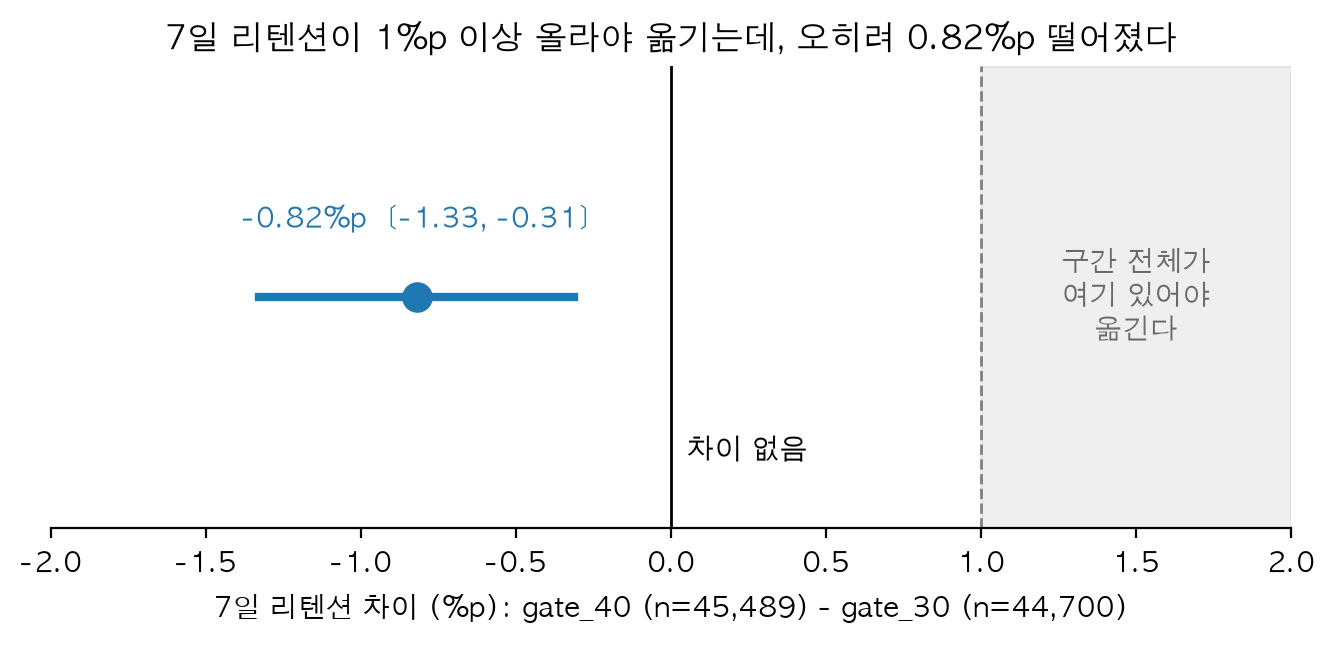 7일 리텐션이 1%p 이상 올라야 옮기는데, 오히려 0.82%p 떨어졌다
-0.82%p [-1.33, -0.31]
구간 전체가
여기 있어야
옮긴다
차이 없음
-2.0 -1.5 -1.0 -0.5 0.0 0.5 1.0 1.5 2.0
7일 리텐션 차이 (%p): gate_40 (n=45,489) - gate_30 (n=44,700)